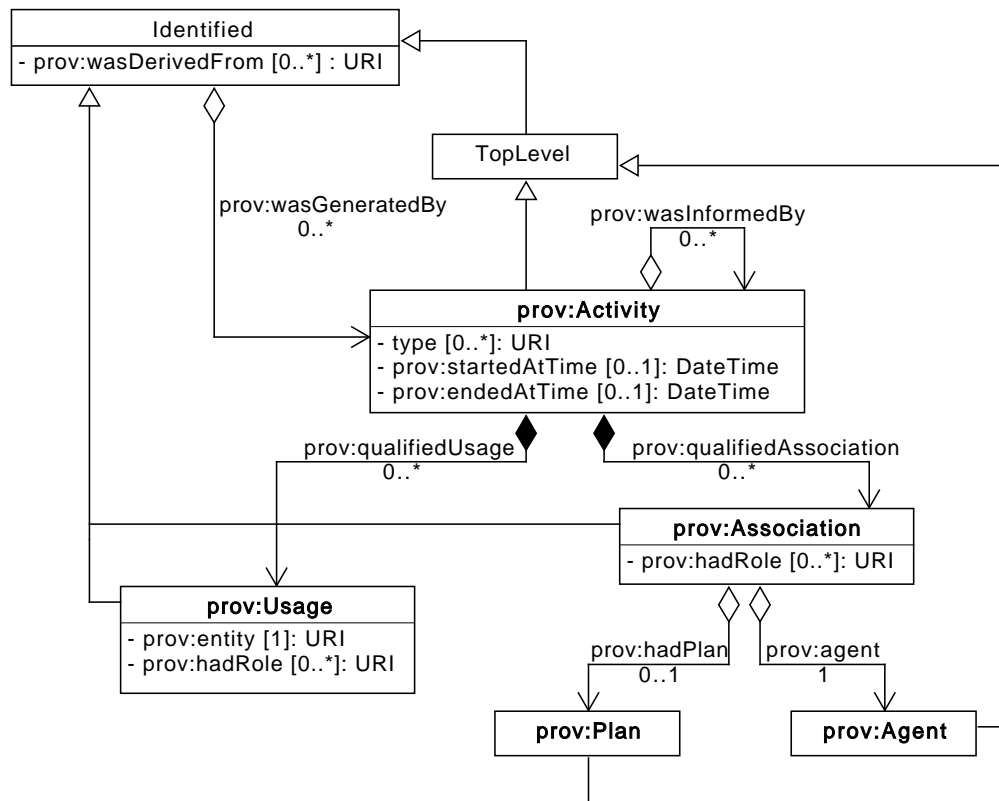 Identified
- prov:wasDerivedFrom [0..*] : URI
TopLevel
prov:wasGeneratedBy
0..*
prov:wasInformedBy
0..*
prov:Activity
- type [0..*]: URI
- prov:startedAtTime [0..1]: DateTime
- prov:endedAtTime [0..1]: DateTime
prov:qualifiedUsage
0..*
prov:qualifiedAssociation
0..*
prov:Association
- prov:hadRole [0..*]: URI
prov:Usage
- prov:entity [1]: URI
- prov:hadRole [0..*]: URI
prov:hadPlan
0..1
prov:agent
1
prov:Plan
prov:Agent